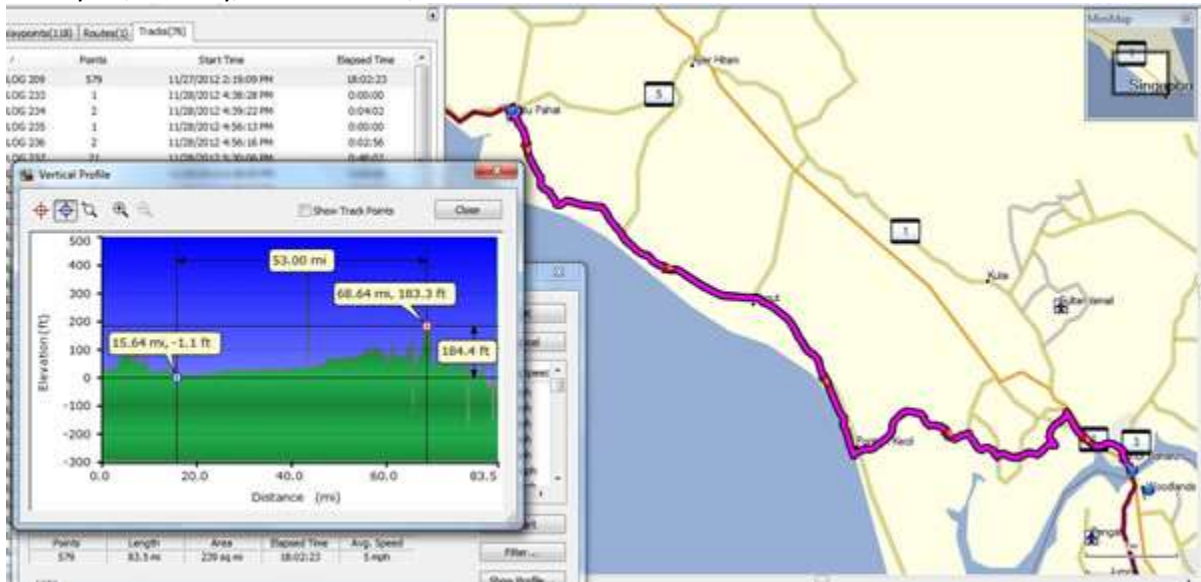 Waypoints(118) Routes(1) Tracks(76)
Points Start Time Elapsed Time
LOG 209 579 11/27/2012 2:19:09 PM 18:02:23
LOG 233 1 11/28/2012 4:38:28 PM 0:00:00
LOG 234 2 11/28/2012 4:39:22 PM 0:04:02
LOG 235 1 11/28/2012 4:56:13 PM 0:00:00
LOG 236 2 11/28/2012 4:56:16 PM 0:02:56
Vertical Profile
Show Track Points
Close
500
400
300
200
100
0
-100
-200
-300
Elevation (ft)
53.00 mi
68.64 mi, 183.3 ft
15.64 mi, -1.1 ft
184.4 ft
0.0 20.0 40.0 60.0 83.5
Distance (mi)
Points Length Area Elapsed Time Avg. Speed
579 83.5 mi 239 sq mi 18:02:23 5 mph
Filter...
Show Profile...
MiniMap
1
Singapor
Ayer Hitam
5
Pahat
1
Kulai
Sultan Ismail
Kecil
Woodlands